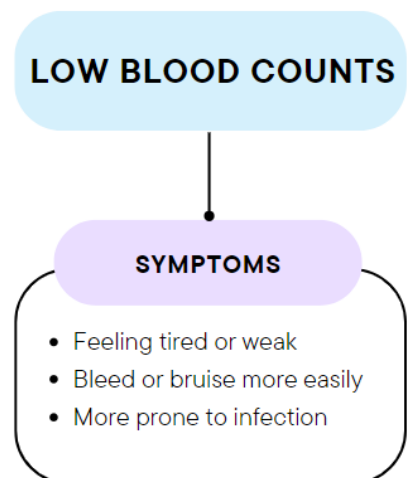 LOW BLOOD COUNTS
SYMPTOMS
• Feeling tired or weak
• Bleed or bruise more easily
• More prone to infection